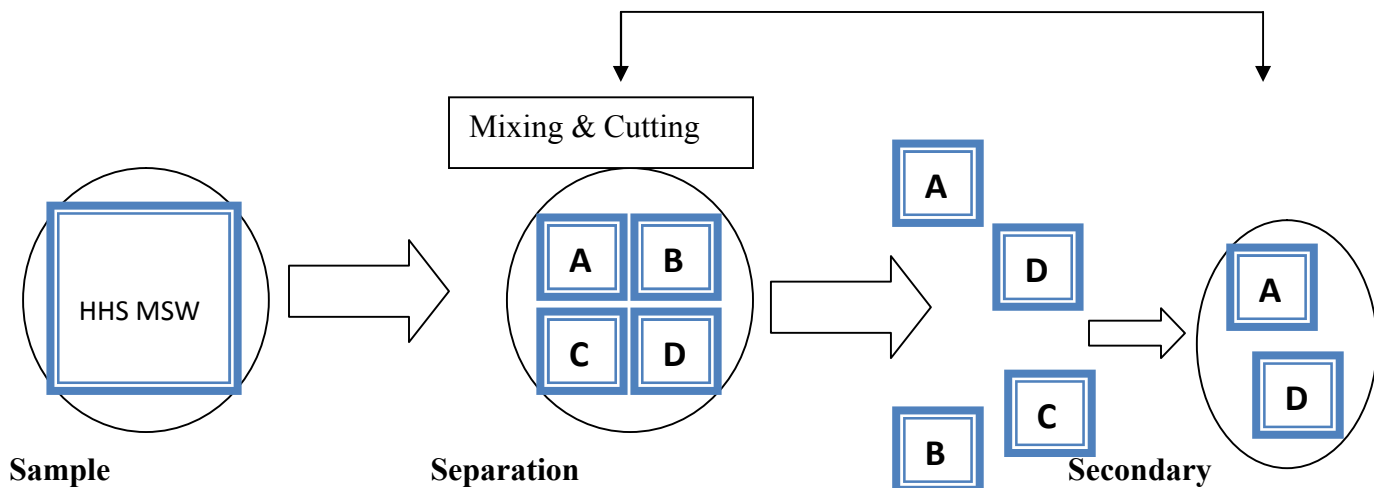 Mixing & Cutting
HHS MSW
A
B
C
D
A
D
B
C
A
D
Sample
Separation
Secondary